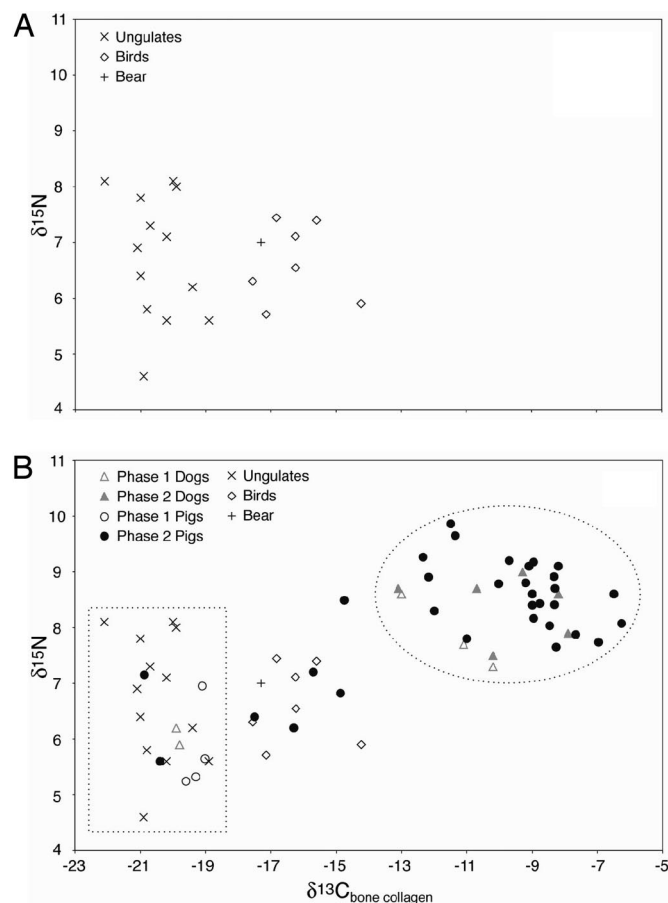 A
11
10
9
8
7
6
5
4
δ15N
× Ungulates
◇ Birds
+ Bear
B
11
10
9
8
7
6
5
4
δ15N
△ Phase 1 Dogs
▲ Phase 2 Dogs
○ Phase 1 Pigs
● Phase 2 Pigs
× Ungulates
◇ Birds
+ Bear
-23 -21 -19 -17 -15 -13 -11 -9 -7 -5
δ13C bone collagen